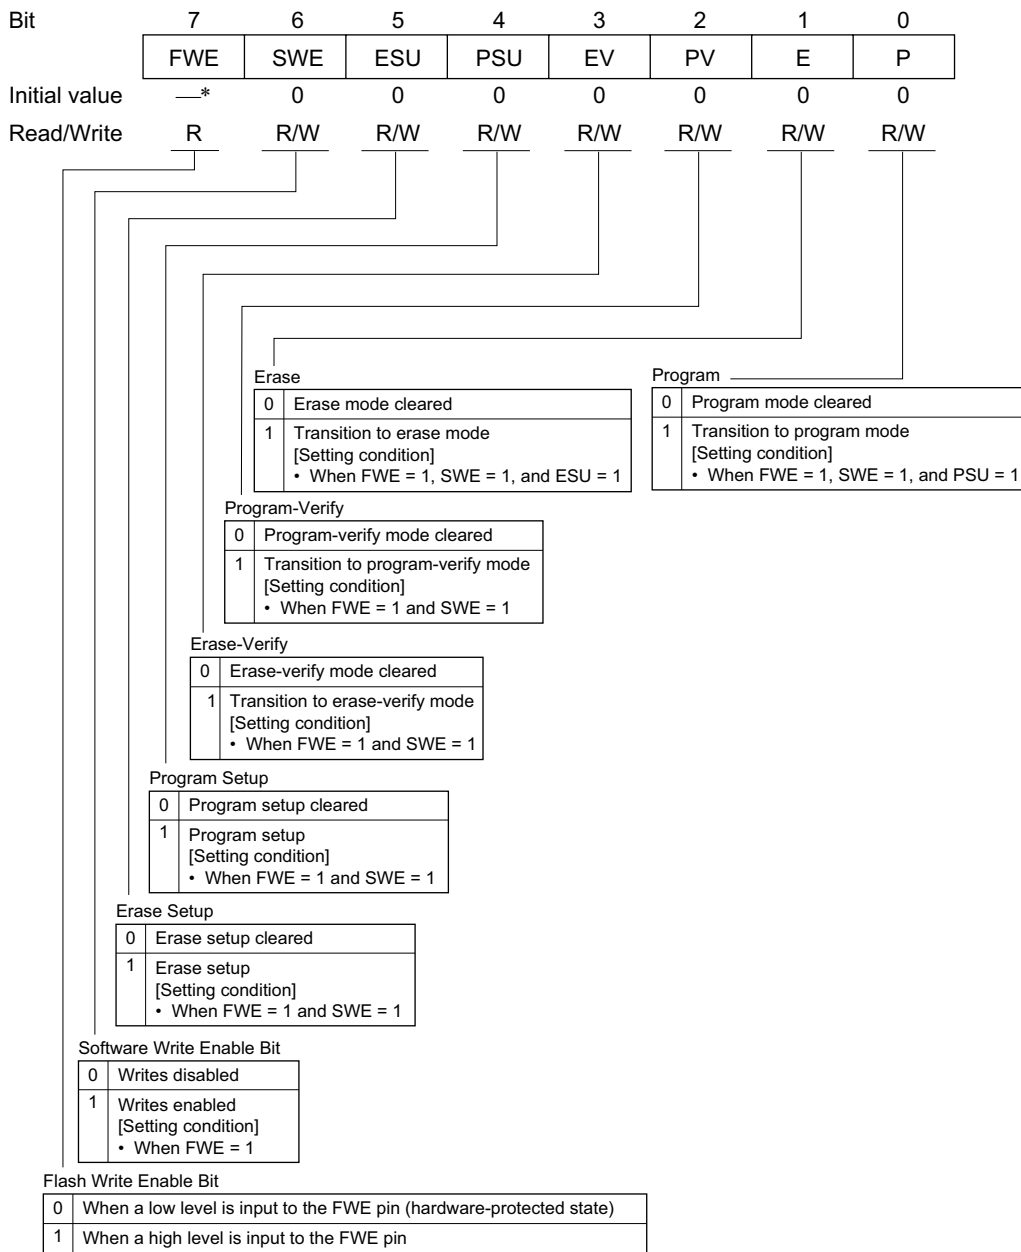 Bit 7 6 5 4 3 2 1 0
FWE SWE ESU PSU EV PV E P
Initial value —* 0 0 0 0 0 0 0
Read/Write R R/W R/W R/W R/W R/W R/W R/W
Erase
0 Erase mode cleared
1 Transition to erase mode
[Setting condition]
• When FWE = 1, SWE = 1, and ESU = 1
Program
0 Program mode cleared
1 Transition to program mode
[Setting condition]
• When FWE = 1, SWE = 1, and PSU = 1
Program-Verify
0 Program-verify mode cleared
1 Transition to program-verify mode
[Setting condition]
• When FWE = 1 and SWE = 1
Erase-Verify
0 Erase-verify mode cleared
1 Transition to erase-verify mode
[Setting condition]
• When FWE = 1 and SWE = 1
Program Setup
0 Program setup cleared
1 Program setup
[Setting condition]
• When FWE = 1 and SWE = 1
Erase Setup
0 Erase setup cleared
1 Erase setup
[Setting condition]
• When FWE = 1 and SWE = 1
Software Write Enable Bit
0 Writes disabled
1 Writes enabled
[Setting condition]
• When FWE = 1
Flash Write Enable Bit
0 When a low level is input to the FWE pin (hardware-protected state)
1 When a high level is input to the FWE pin